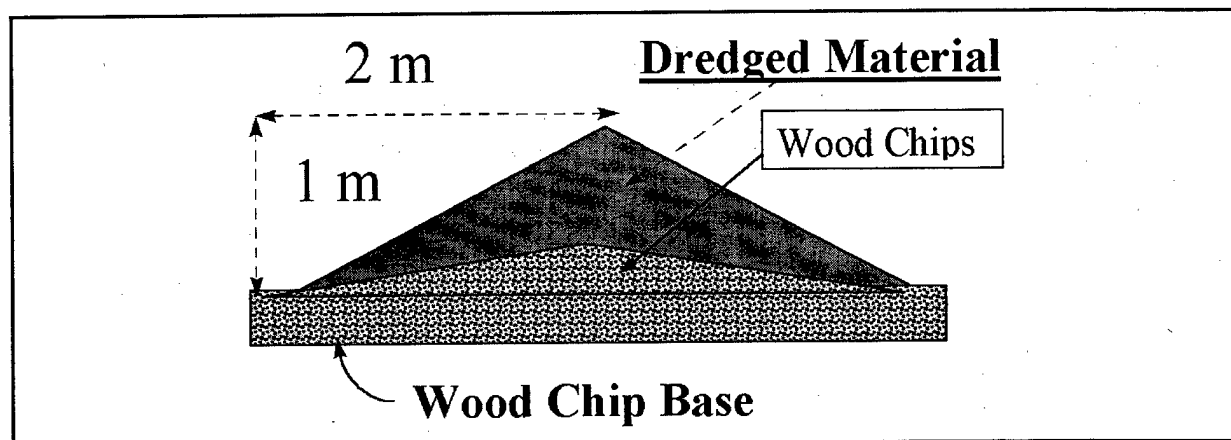 2 m
Dredged Material
Wood Chips
1 m
Wood Chip Base